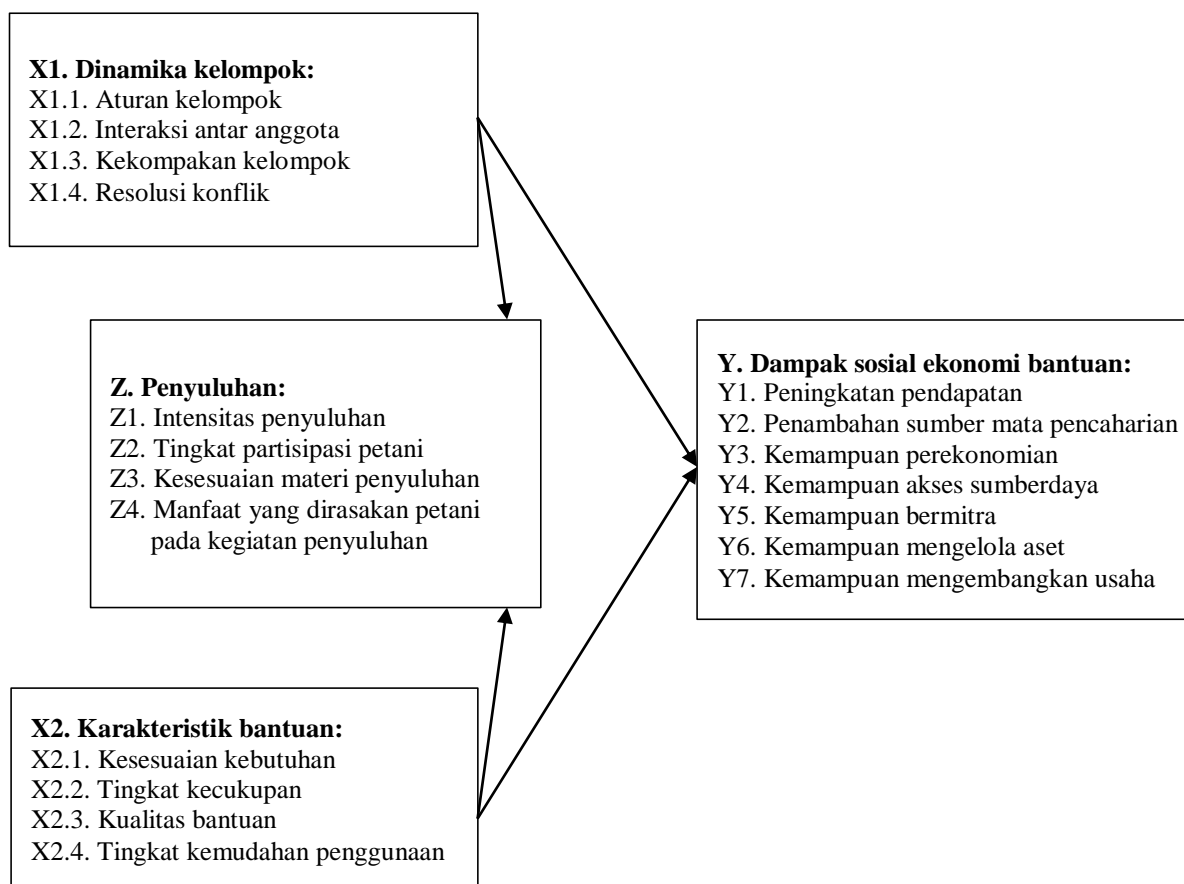 X1. Dinamika kelompok:
X1.1. Aturan kelompok
X1.2. Interaksi antar anggota
X1.3. Kekompakan kelompok
X1.4. Resolusi konflik
Z. Penyuluhan:
Z1. Intensitas penyuluhan
Z2. Tingkat partisipasi petani
Z3. Kesesuaian materi penyuluhan
Z4. Manfaat yang dirasakan petani
pada kegiatan penyuluhan
Y. Dampak sosial ekonomi bantuan:
Y1. Peningkatan pendapatan
Y2. Penambahan sumber mata pencaharian
Y3. Kemampuan perekonomian
Y4. Kemampuan akses sumberdaya
Y5. Kemampuan bermitra
Y6. Kemampuan mengelola aset
Y7. Kemampuan mengembangkan usaha
X2. Karakteristik bantuan:
X2.1. Kesesuaian kebutuhan
X2.2. Tingkat kecukupan
X2.3. Kualitas bantuan
X2.4. Tingkat kemudahan penggunaan